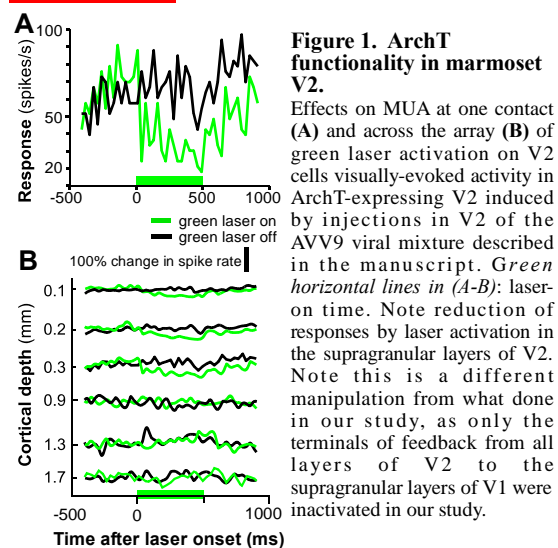 A
100
50
20
Response (spikes/s)
-500 0 500 1000
green laser on
green laser off
B
100% change in spike rate
0.1
0.2
0.3
0.9
1.3
1.7
Cortical depth (mm)
-500 0 500 1000
Time after laser onset (ms)
Figure 1. ArchT
functionality in marmoset
V2.
Effects on MUA at one contact
(A) and across the array (B) of
green laser activation on V2
cells visually-evoked activity in
ArchT-expressing V2 induced
by injections in V2 of the
AVV9 viral mixture described
in the manuscript. Green
horizontal lines in (A-B): laser-
on time. Note reduction of
responses by laser activation in
the supragranular layers of V2.
Note this is a different
manipulation from what done
in our study, as only the
terminals of feedback from all
layers of V2 to the
supragranular layers of V1 were
inactivated in our study.